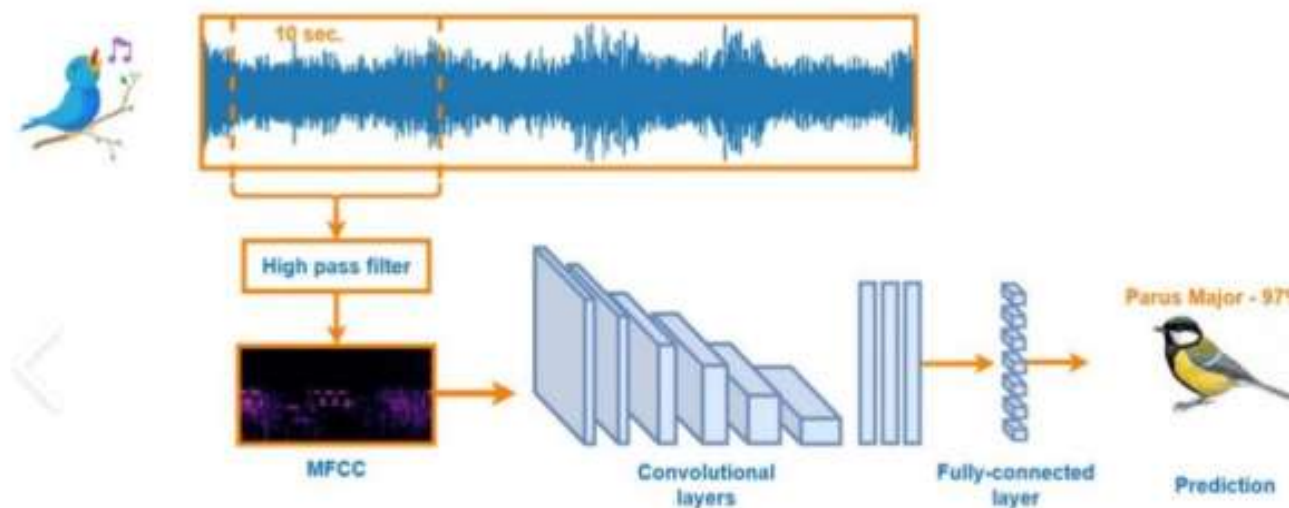 10 sec.
High pass filter
Parus Major - 97%
MFCC
Convolutional
layers
Fully-connected
layer
Prediction